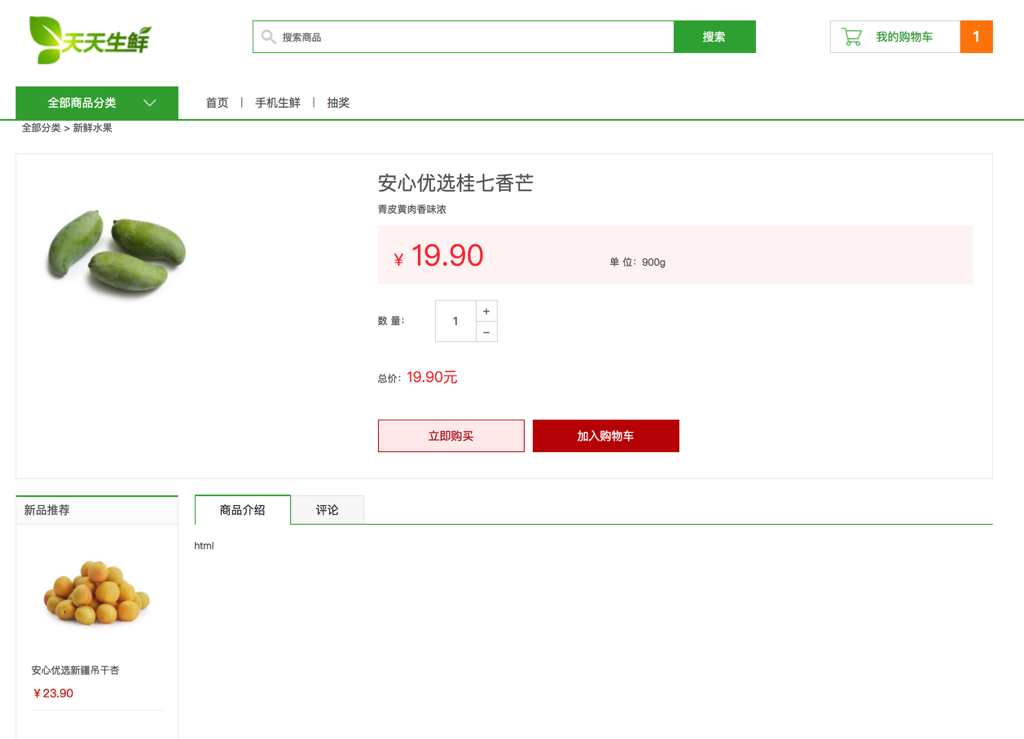 天天生鲜
搜索商品
搜索
我的购物车
1
全部商品分类
首页 | 手机生鲜 | 抽奖
全部分类 > 新鲜水果
安心优选桂七香芒
青皮黄肉香味浓
¥ 19.90
单 位：900g
数 量：
1
+
−
总价：19.90元
立即购买
加入购物车
新品推荐
商品介绍
评论
html
安心优选新疆吊干杏
¥23.90